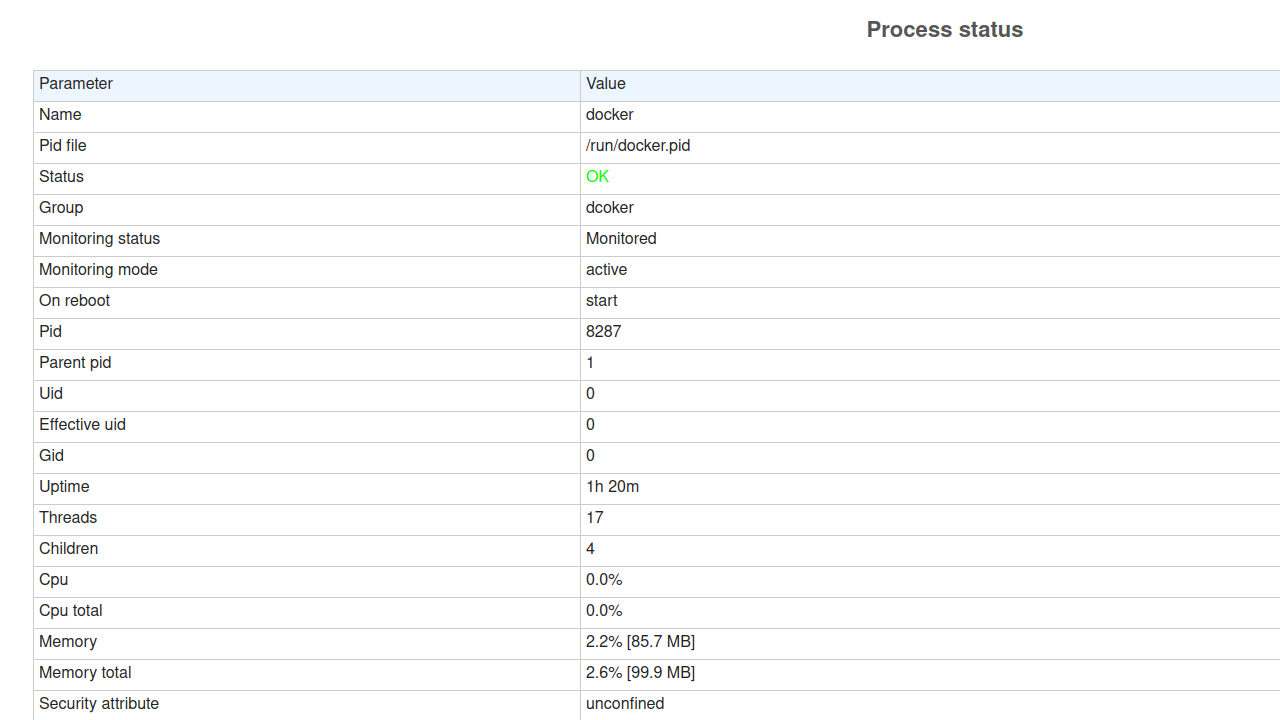 Process status
Parameter Value
Name docker
Pid file /run/docker.pid
Status OK
Group dcoker
Monitoring status Monitored
Monitoring mode active
On reboot start
Pid 8287
Parent pid 1
Uid 0
Effective uid 0
Gid 0
Uptime 1h 20m
Threads 17
Children 4
Cpu 0.0%
Cpu total 0.0%
Memory 2.2% [85.7 MB]
Memory total 2.6% [99.9 MB]
Security attribute unconfined